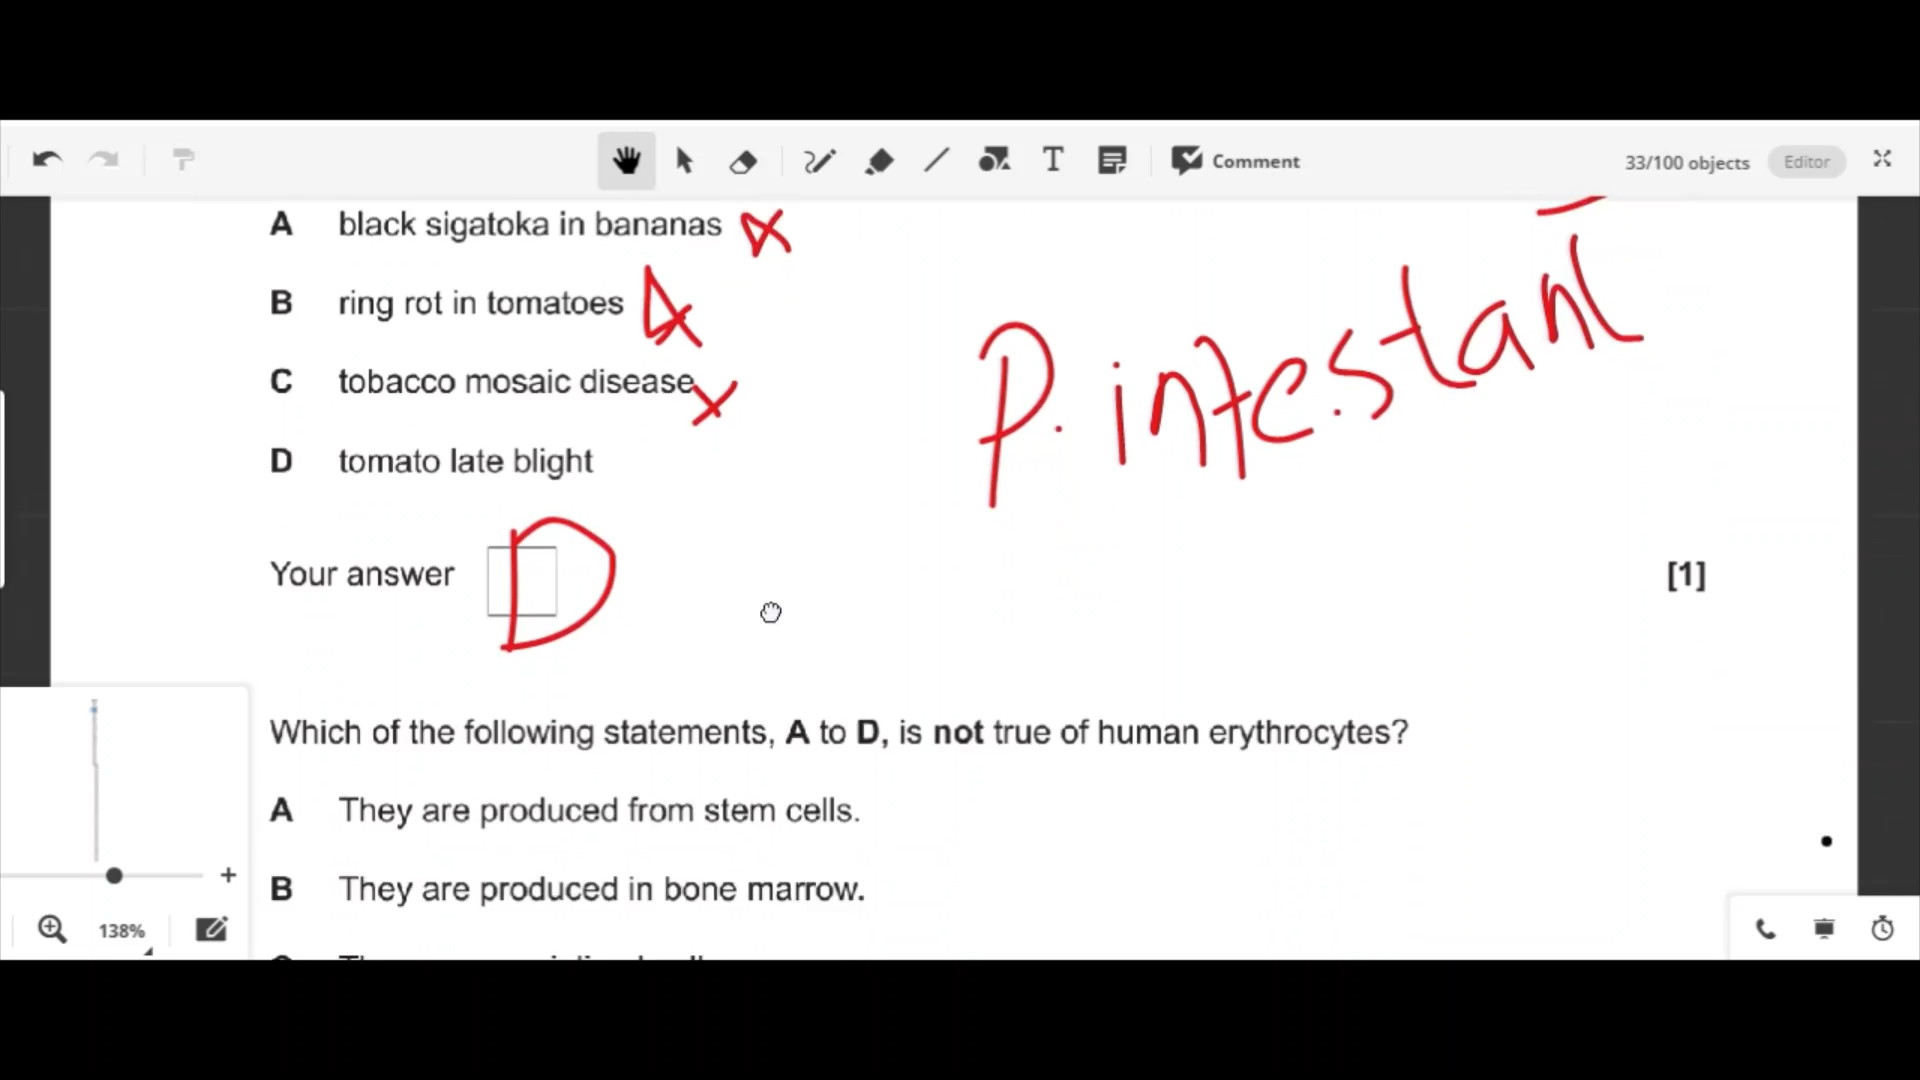 Comment
33/100 objects
Editor
A black sigatoka in bananas
B ring rot in tomatoes
C tobacco mosaic disease
D tomato late blight
P. infestant
Your answer D [1]
Which of the following statements, A to D, is not true of human erythrocytes?
A They are produced from stem cells.
B They are produced in bone marrow.
138%